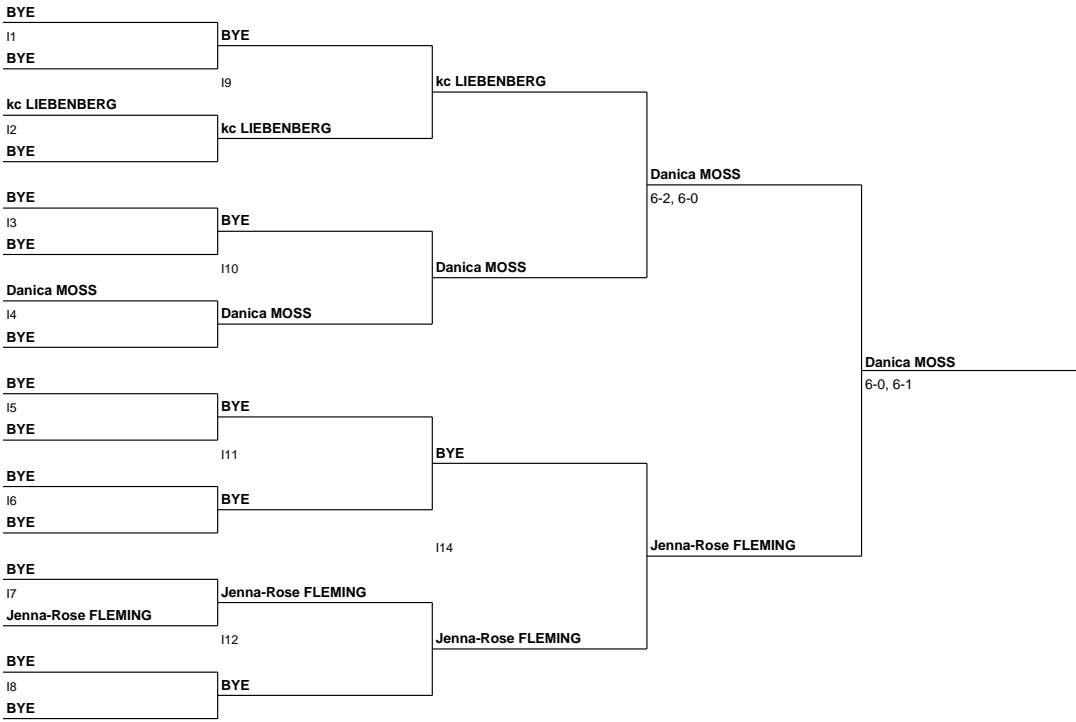 BYE
I1
BYE
kc LIEBENBERG
I2
BYE
BYE
I3
BYE
Danica MOSS
I4
BYE
BYE
I5
BYE
BYE
I6
BYE
BYE
I7
Jenna-Rose FLEMING
BYE
I8
BYE
BYE
I9
kc LIEBENBERG
BYE
I10
Danica MOSS
BYE
I11
BYE
Jenna-Rose FLEMING
I12
BYE
kc LIEBENBERG
Danica MOSS
BYE
I14
Jenna-Rose FLEMING
Danica MOSS
6-2, 6-0
Jenna-Rose FLEMING
Danica MOSS
6-0, 6-1